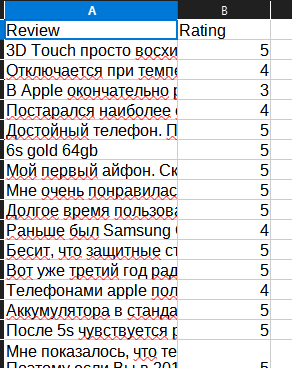 A B
Review Rating
3D Touch просто восхи 5
Отключается при темпе 4
В Apple окончательно 3
Постарался наиболее 4
Достойный телефон. П 5
6s gold 64gb 5
Мой первый айфон. Ск 5
Мне очень понравилас 5
Долгое время пользова 5
Раньше был Samsung 4
Бесит, что защитные ст 5
Вот уже третий год рад 5
Телефонами apple пол 4
Аккумулятора в станда 5
После 5s чувствуется 5
Мне показалось, что те
Поэтому если Вы в 201 5